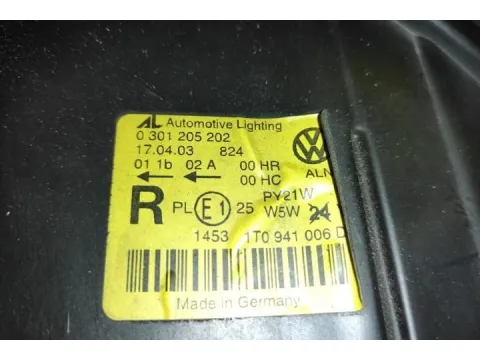 AL Automotive Lighting
0 301 205 202
17.04.03 824
01 1b 02 A 00 HR
00 HC
ALN
R PL E1 25 PY21W
W5W 24 V
1453 1T0 941 006 D
Made in Germany